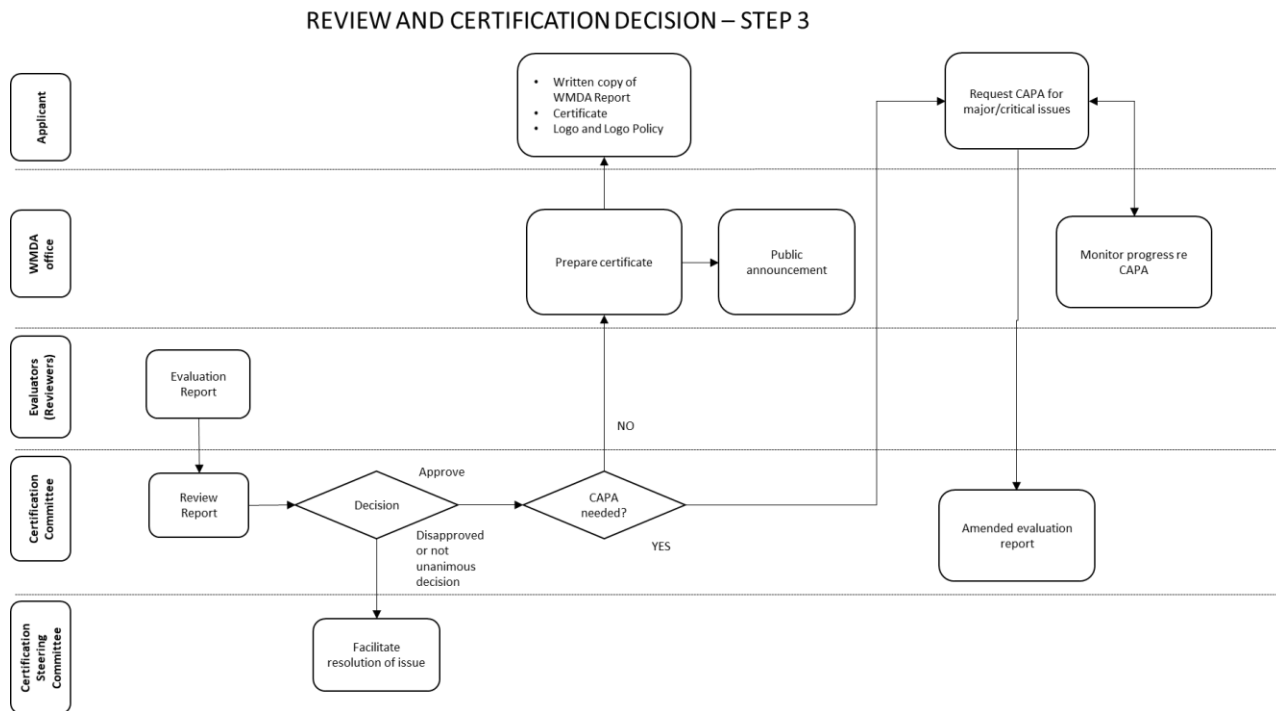 REVIEW AND CERTIFICATION DECISION – STEP 3
Applicant
• Written copy of
WMDA Report
• Certificate
• Logo and Logo Policy
Request CAPA for
major/critical issues
WMDA
office
Prepare certificate
Public
announcement
Monitor progress re
CAPA
Evaluators
(Reviewers)
Evaluation
Report
NO
Certification
Committee
Review
Report
Decision
Approve
Disapproved
or not
unanimous
decision
CAPA
needed?
YES
Amended evaluation
report
Certification
Steering
Committee
Facilitate
resolution of issue